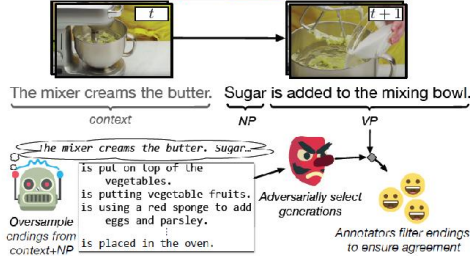 t
t + 1
The mixer creams the butter. Sugar is added to the mixing bowl.
context NP VP
The mixer creams the butter. Sugar…
is put on top of the
vegetables.
is putting vegetable fruits.
is using a red sponge to add
eggs and parsley.
⋮
is placed in the oven.
Oversample
endings from
context+NP
Adversarially select
generations
Annotators filter endings
to ensure agreement